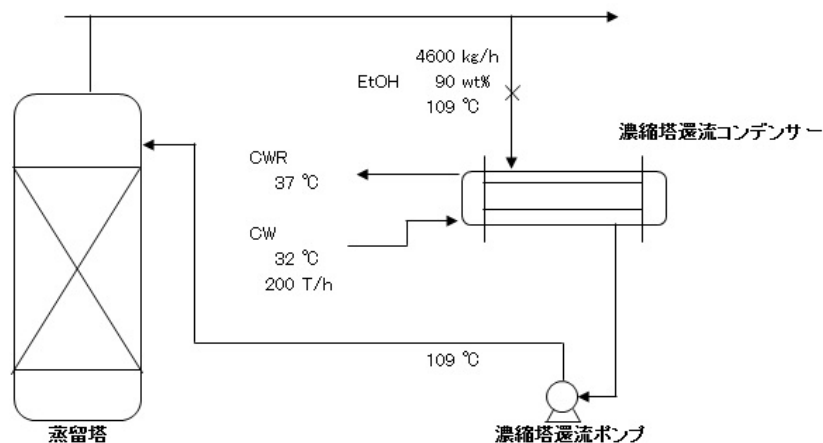 4600 kg/h
EtOH 90 wt%
109 ℃
濃縮塔還流コンデンサー
CWR
37 ℃
CW
32 ℃
200 T/h
109 ℃
蒸留塔
濃縮塔還流ポンプ